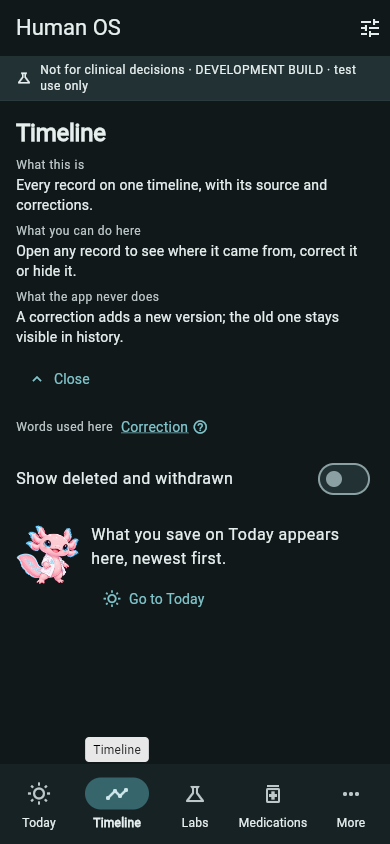 Human OS
Not for clinical decisions · DEVELOPMENT BUILD · test
use only
Timeline
What this is
Every record on one timeline, with its source and
corrections.
What you can do here
Open any record to see where it came from, correct it
or hide it.
What the app never does
A correction adds a new version; the old one stays
visible in history.
Close
Words used here Correction
Show deleted and withdrawn
What you save on Today appears
here, newest first.
Go to Today
Timeline
Today Timeline Labs Medications More